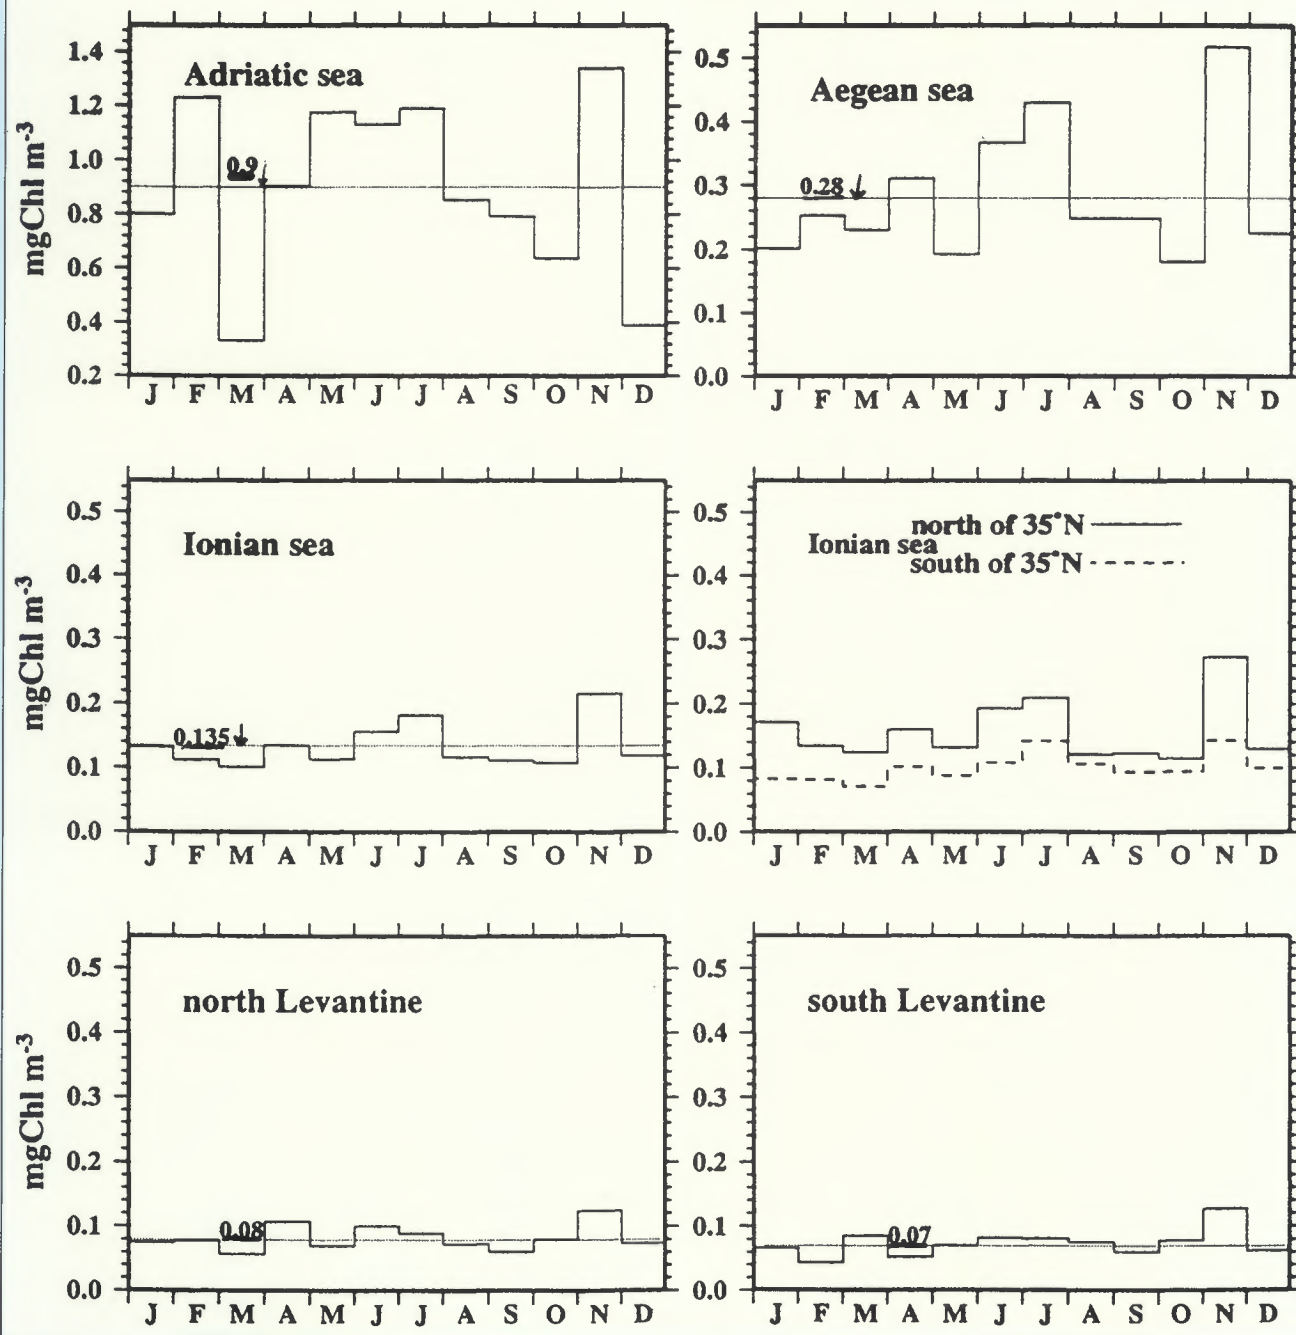 Adriatic sea
mgChl m-3
1.4
1.2
1.0
0.8
0.6
0.4
0.2
0.9
J F M A M J J A S O N D
Aegean sea
0.5
0.4
0.3
0.2
0.1
0.0
0.28
J F M A M J J A S O N D
Ionian sea
mgChl m-3
0.5
0.4
0.3
0.2
0.1
0.0
0.135
J F M A M J J A S O N D
north of 35°N
Ionian sea
south of 35°N
0.5
0.4
0.3
0.2
0.1
0.0
J F M A M J J A S O N D
north Levantine
mgChl m-3
0.5
0.4
0.3
0.2
0.1
0.0
0.08
J F M A M J J A S O N D
south Levantine
0.5
0.4
0.3
0.2
0.1
0.0
0.07
J F M A M J J A S O N D